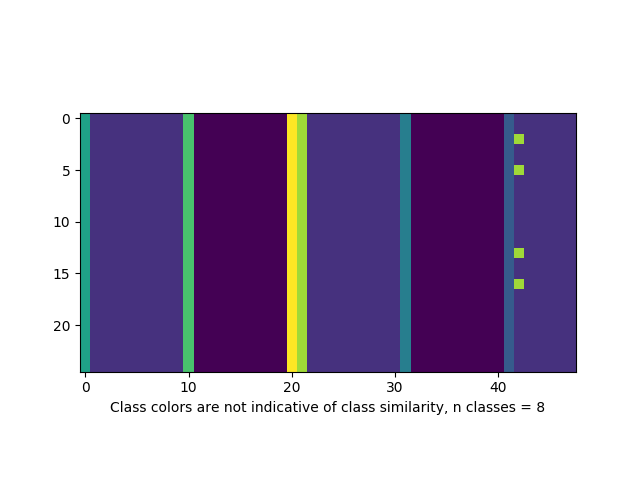 0
5
10
15
20
0 10 20 30 40
Class colors are not indicative of class similarity, n classes = 8